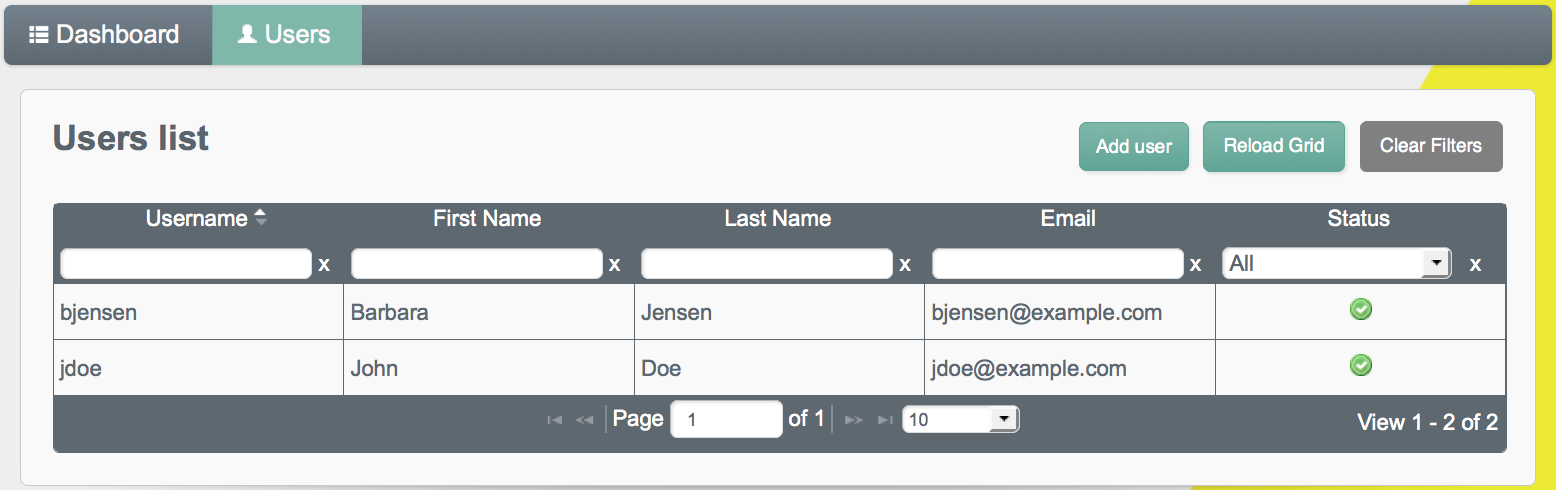 Dashboard Users
Users list
Add user Reload Grid Clear Filters
Username First Name Last Name Email Status
x x x x All x
bjensen Barbara Jensen bjensen@example.com
jdoe John Doe jdoe@example.com
Page 1 of 1 10 View 1 - 2 of 2